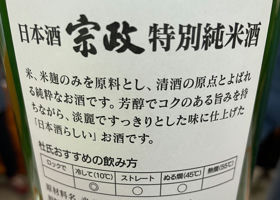 日本酒 宗政 特別純米酒
米、米麹のみを原料とし、清酒の原点とよばれ
る純粋なお酒です。芳醇でコクのある旨みを持
ちながら、淡麗ですっきりとした味に仕上げた
「日本酒らしい」お酒です。
杜氏おすすめの飲み方
ロックで 冷して(10℃) ストレート ぬる燗(45℃) 熱燗(55℃)
○ ◎ ○ ◎
原材料名